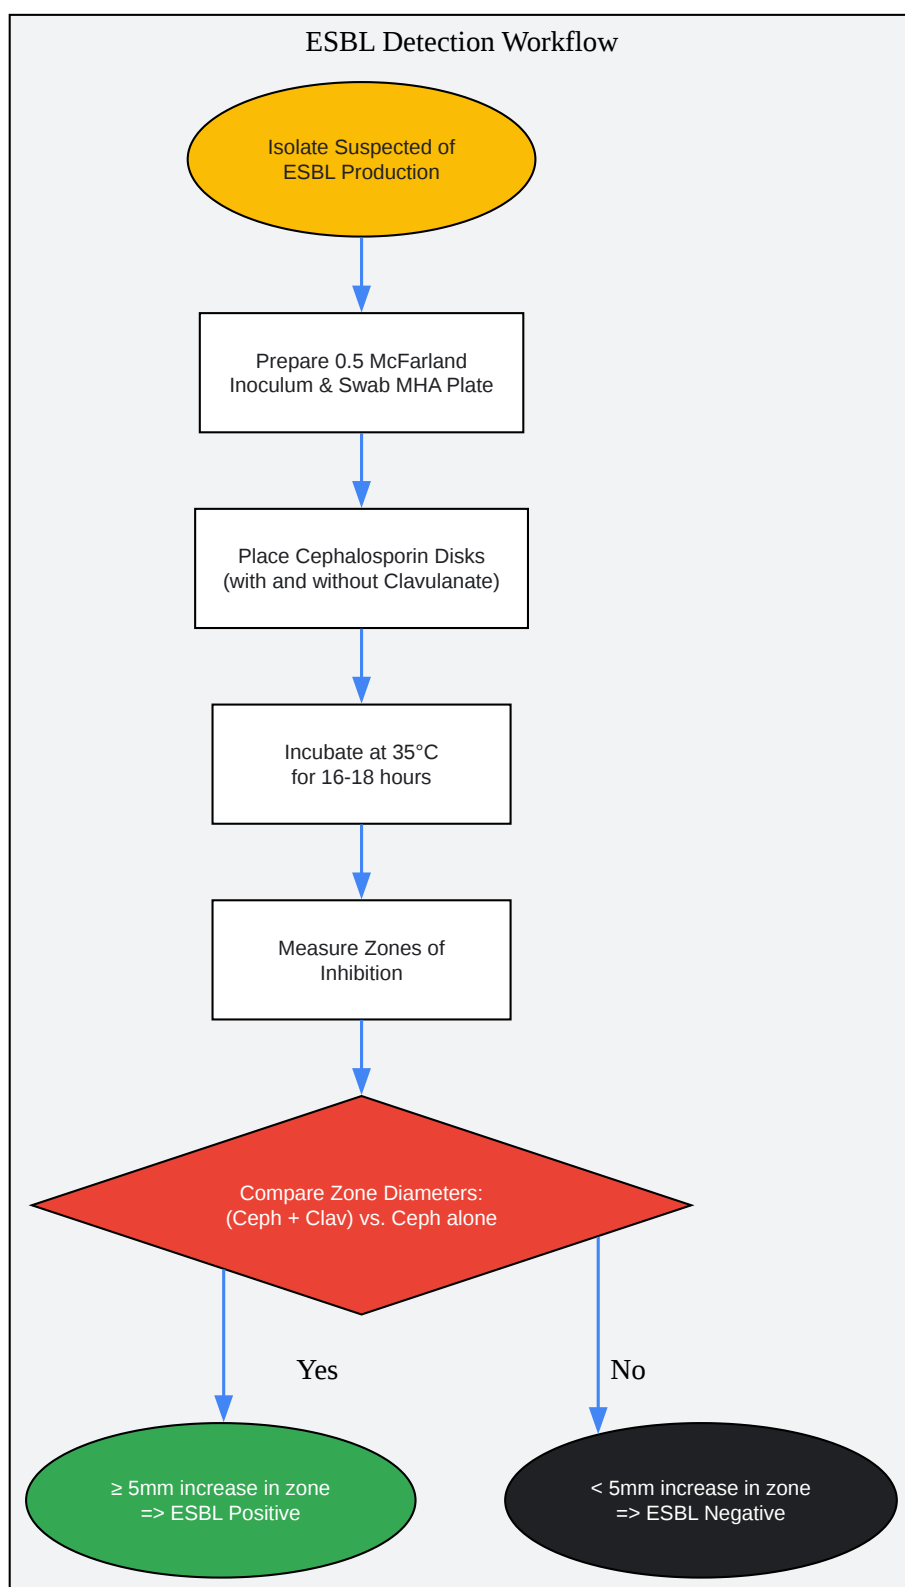 ESBL Detection Workflow
Isolate Suspected of
ESBL Production
Prepare 0.5 McFarland
Inoculum & Swab MHA Plate
Place Cephalosporin Disks
(with and without Clavulanate)
Incubate at 35°C
for 16-18 hours
Measure Zones of
Inhibition
Compare Zone Diameters:
(Ceph + Clav) vs. Ceph alone
Yes
No
≥ 5mm increase in zone
=> ESBL Positive
< 5mm increase in zone
=> ESBL Negative